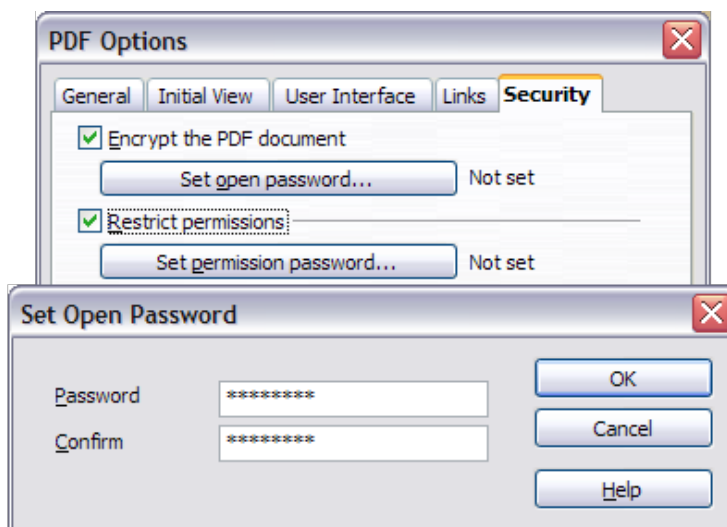 PDF Options
General Initial View User Interface Links Security
Encrypt the PDF document
Set open password... Not set
Restrict permissions
Set permission password... Not set
Set Open Password
Password ******** OK
Confirm ******** Cancel
Help